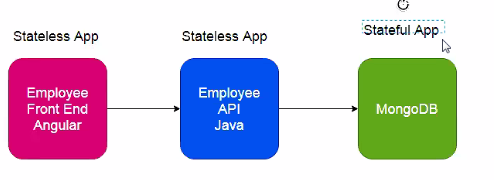 Stateless App
Stateless App
Stateful App
Employee
Front End
Angular
Employee
API
Java
MongoDB